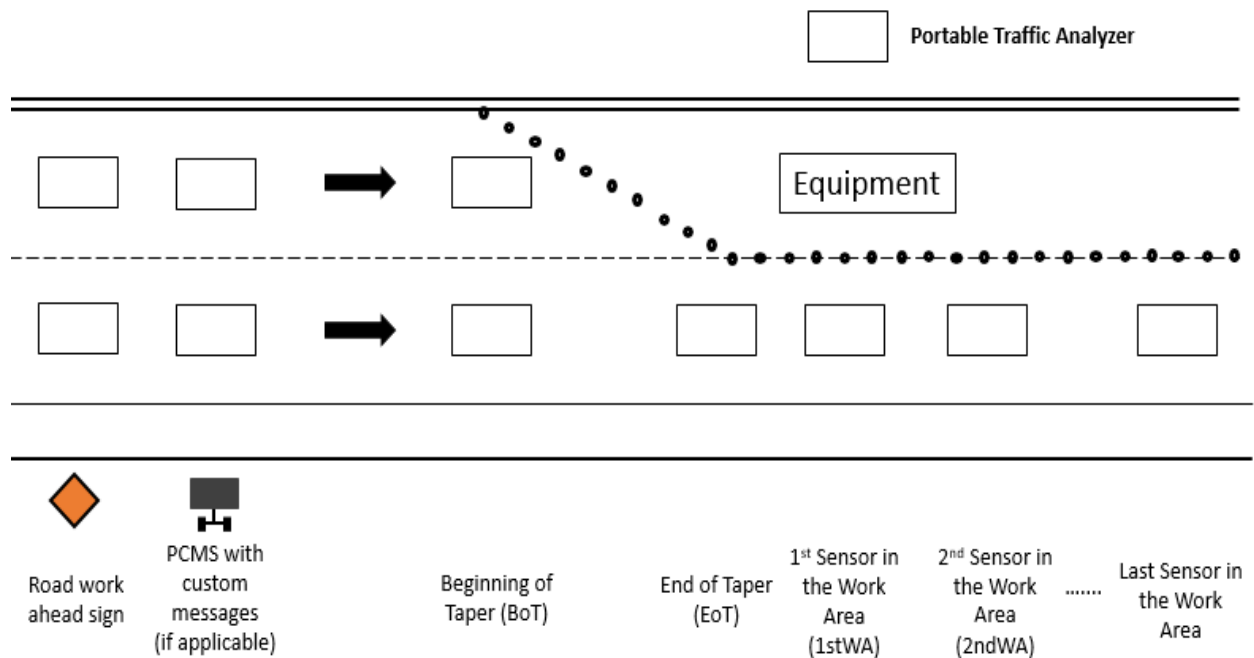 Portable Traffic Analyzer
Equipment
Road work
ahead sign
PCMS with
custom
messages
(if applicable)
Beginning of
Taper (BoT)
End of Taper
(EoT)
1st Sensor in
the Work
Area
(1stWA)
2nd Sensor in
the Work
Area
(2ndWA)
.......
Last Sensor in
the Work
Area